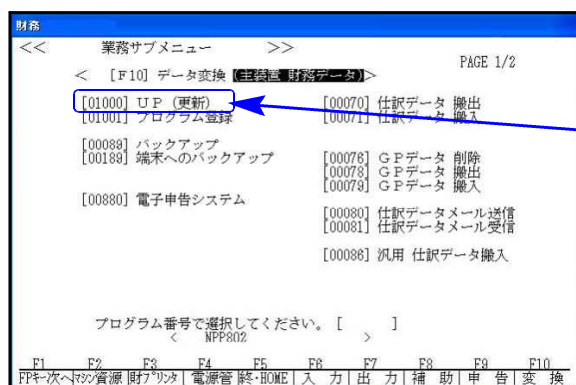 財務
<< 業務サブメニュー >>
PAGE 1/2
< [F10] データ変換 (主装置 財務データ)>
[01000] UP (更新) [00070] 仕訳データ 搬出
[01001] プログラム登録 [00071] 仕訳データ 搬入
[00089] バックアップ
[00189] 端末へのバックアップ [00076] GPデータ 削除
[00078] GPデータ 搬出
[00079] GPデータ 搬入
[00880] 電子申告システム
[00080] 仕訳データメール送信
[00081] 仕訳データメール受信
[00086] 汎用 仕訳データ搬入
プログラム番号で選択してください。 [ ]
< NPP802 >
F1 F2 F3 F4 F5 F6 F7 F8 F9 F10
FPキー次へ マシン資源 財プリンタ 電源管 終・HOME 入 力 出 力 補 助 申 告 変 換